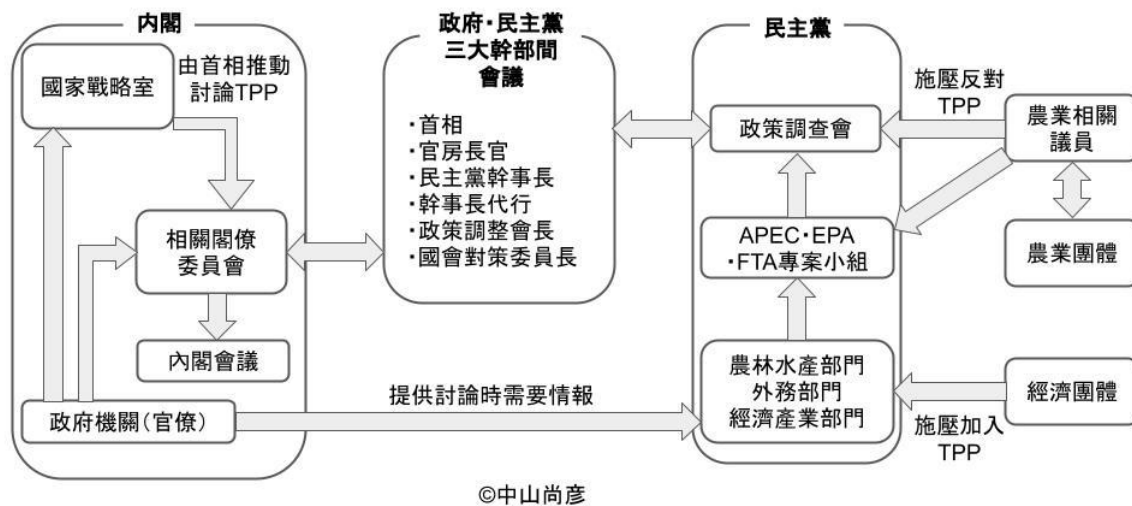 内閣
國家戰略室
由首相推動
討論TPP
相關閣僚
委員會
內閣會議
政府機關(官僚)
政府・民主黨
三大幹部間
會議
・首相
・官房長官
・民主黨幹事長
・幹事長代行
・政策調整會長
・國會對策委員長
提供討論時需要情報
民主黨
政策調查會
APEC・EPA
・FTA專案小組
農林水產部門
外務部門
經濟產業部門
施壓反對
TPP
農業相關
議員
農業團體
經濟團體
施壓加入
TPP
©中山尚彦